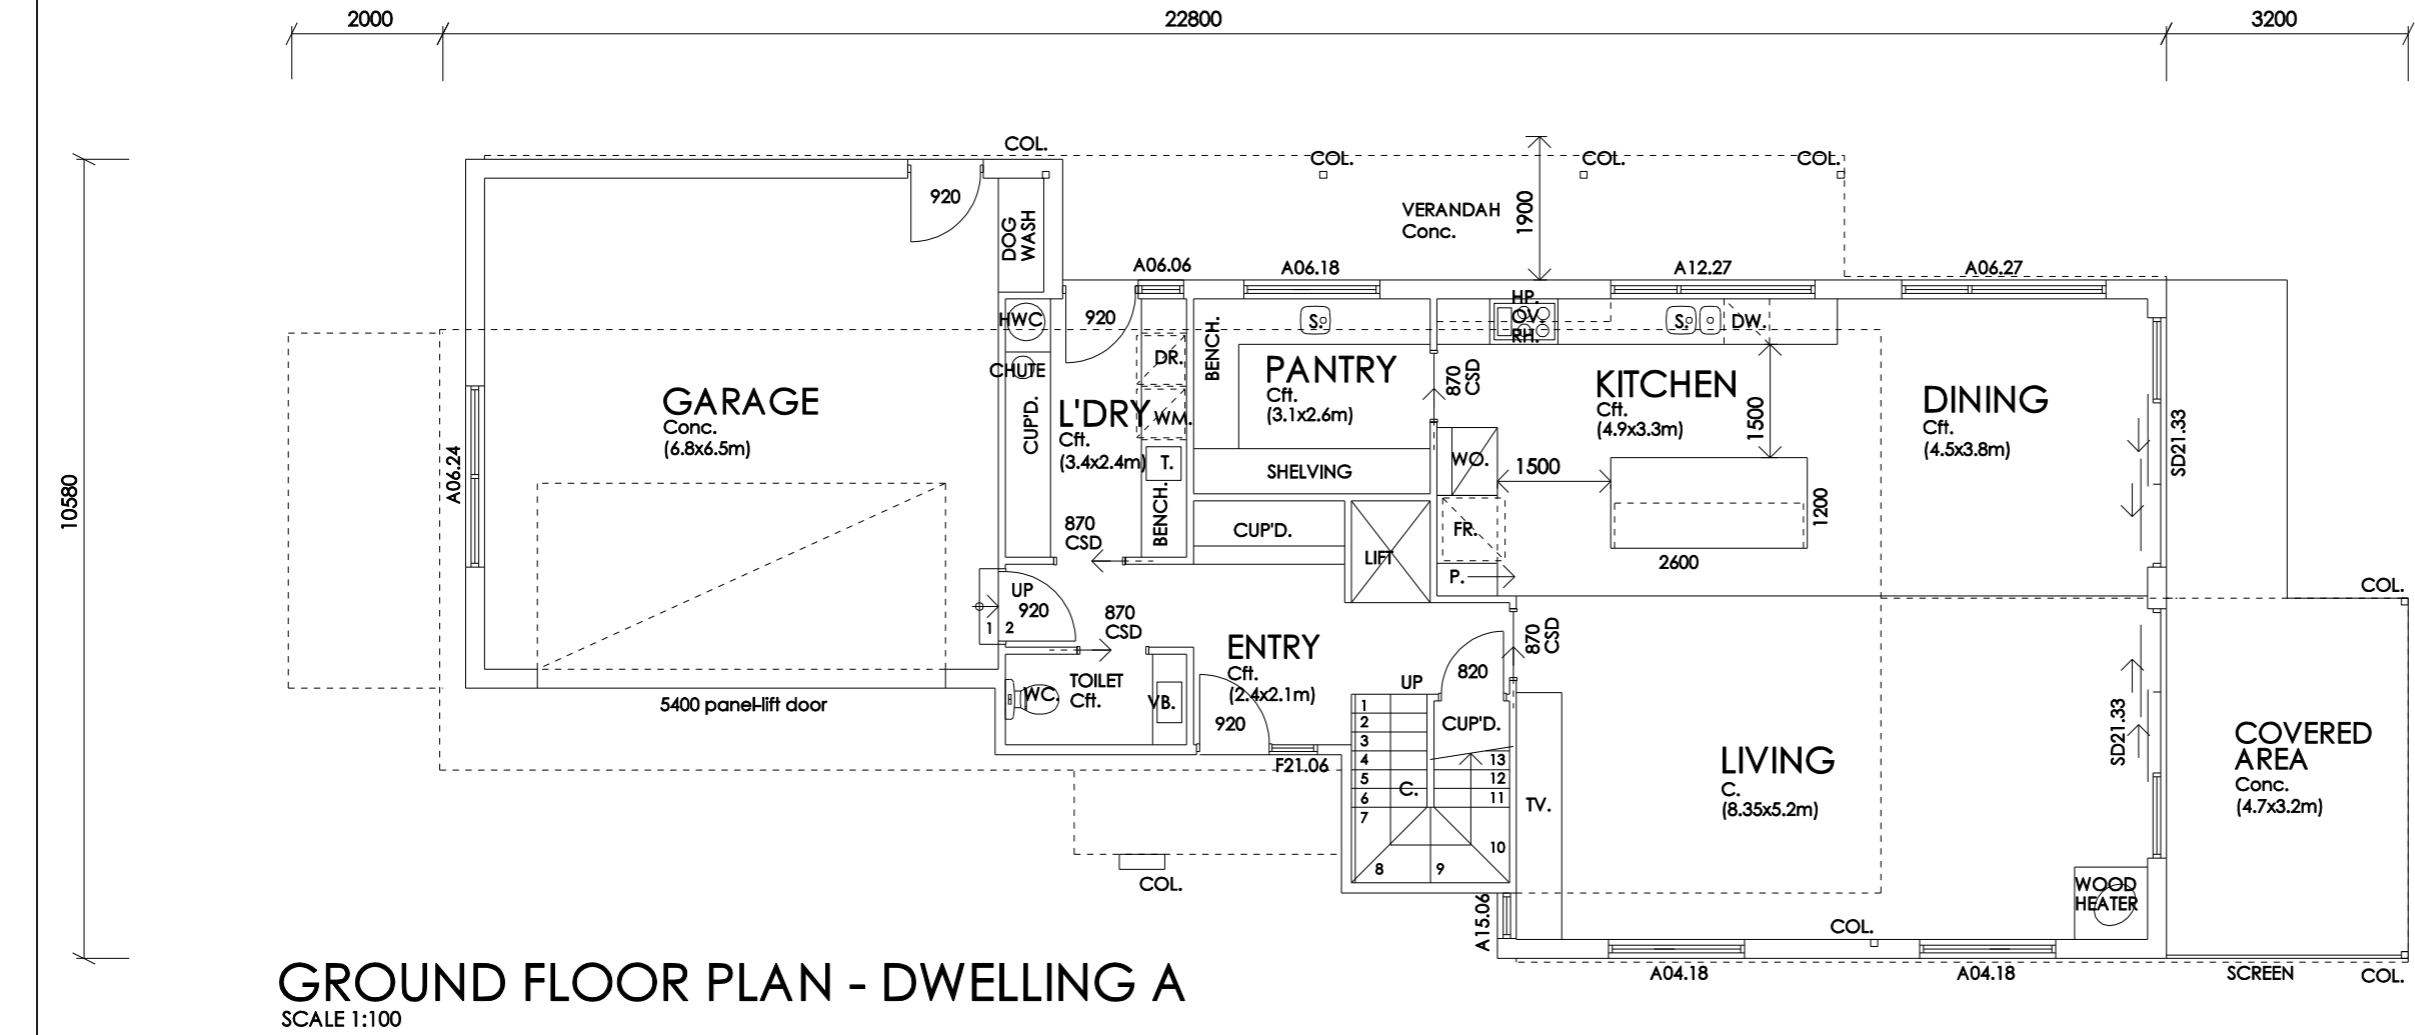 2000
22800
3200
COL.
COL.
COL.
COL.
920
DOG
WASH
VERANDAH
Conc.
1900
A06.06
A06.18
A12.27
A06.27
HWC
920
BENCH.
S.
HP.
OV.
RH.
S.
DW.
CHUTE
DR.
PANTRY
Cft.
(3.1x2.6m)
870
CSD
KITCHEN
Cft.
(4.9x3.3m)
1500
DINING
Cft.
(4.5x3.8m)
GARAGE
Conc.
(6.8x6.5m)
CUP'D.
L'DRY
Cft.
(3.4x2.4m)
WM.
T.
BENCH.
SHELVING
WO.
1500
1200
SD21.33
A06.24
10580
870
CSD
CUP'D.
LIFT
FR.
2600
P.
UP
920
1 2
870
CSD
ENTRY
Cft.
(2.4x2.1m)
870
CSD
820
COL.
WC.
TOILET
Cft.
VB.
920
UP
CUP'D.
5400 panel-lift door
F21.06
1
2
3
4
5
6
7
8
9
10
11
12
13
C.
TV.
LIVING
C.
(8.35x5.2m)
SD21.33
COVERED
AREA
Conc.
(4.7x3.2m)
COL.
A15.06
WOOD
HEATER
COL.
A04.18
A04.18
SCREEN
COL.
GROUND FLOOR PLAN - DWELLING A
SCALE 1:100